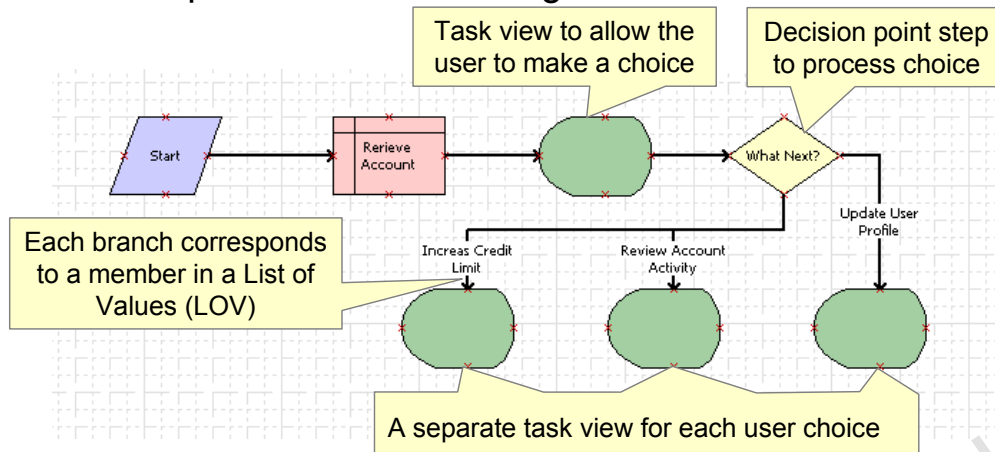 Task view to allow the
user to make a choice
Decision point step
to process choice
Start
Rerieve
Account
What Next?
Update User
Profile
Each branch corresponds
to a member in a List of
Values (LOV)
Increas Credit
Limit
Review Account
Activity
A separate task view for each user choice